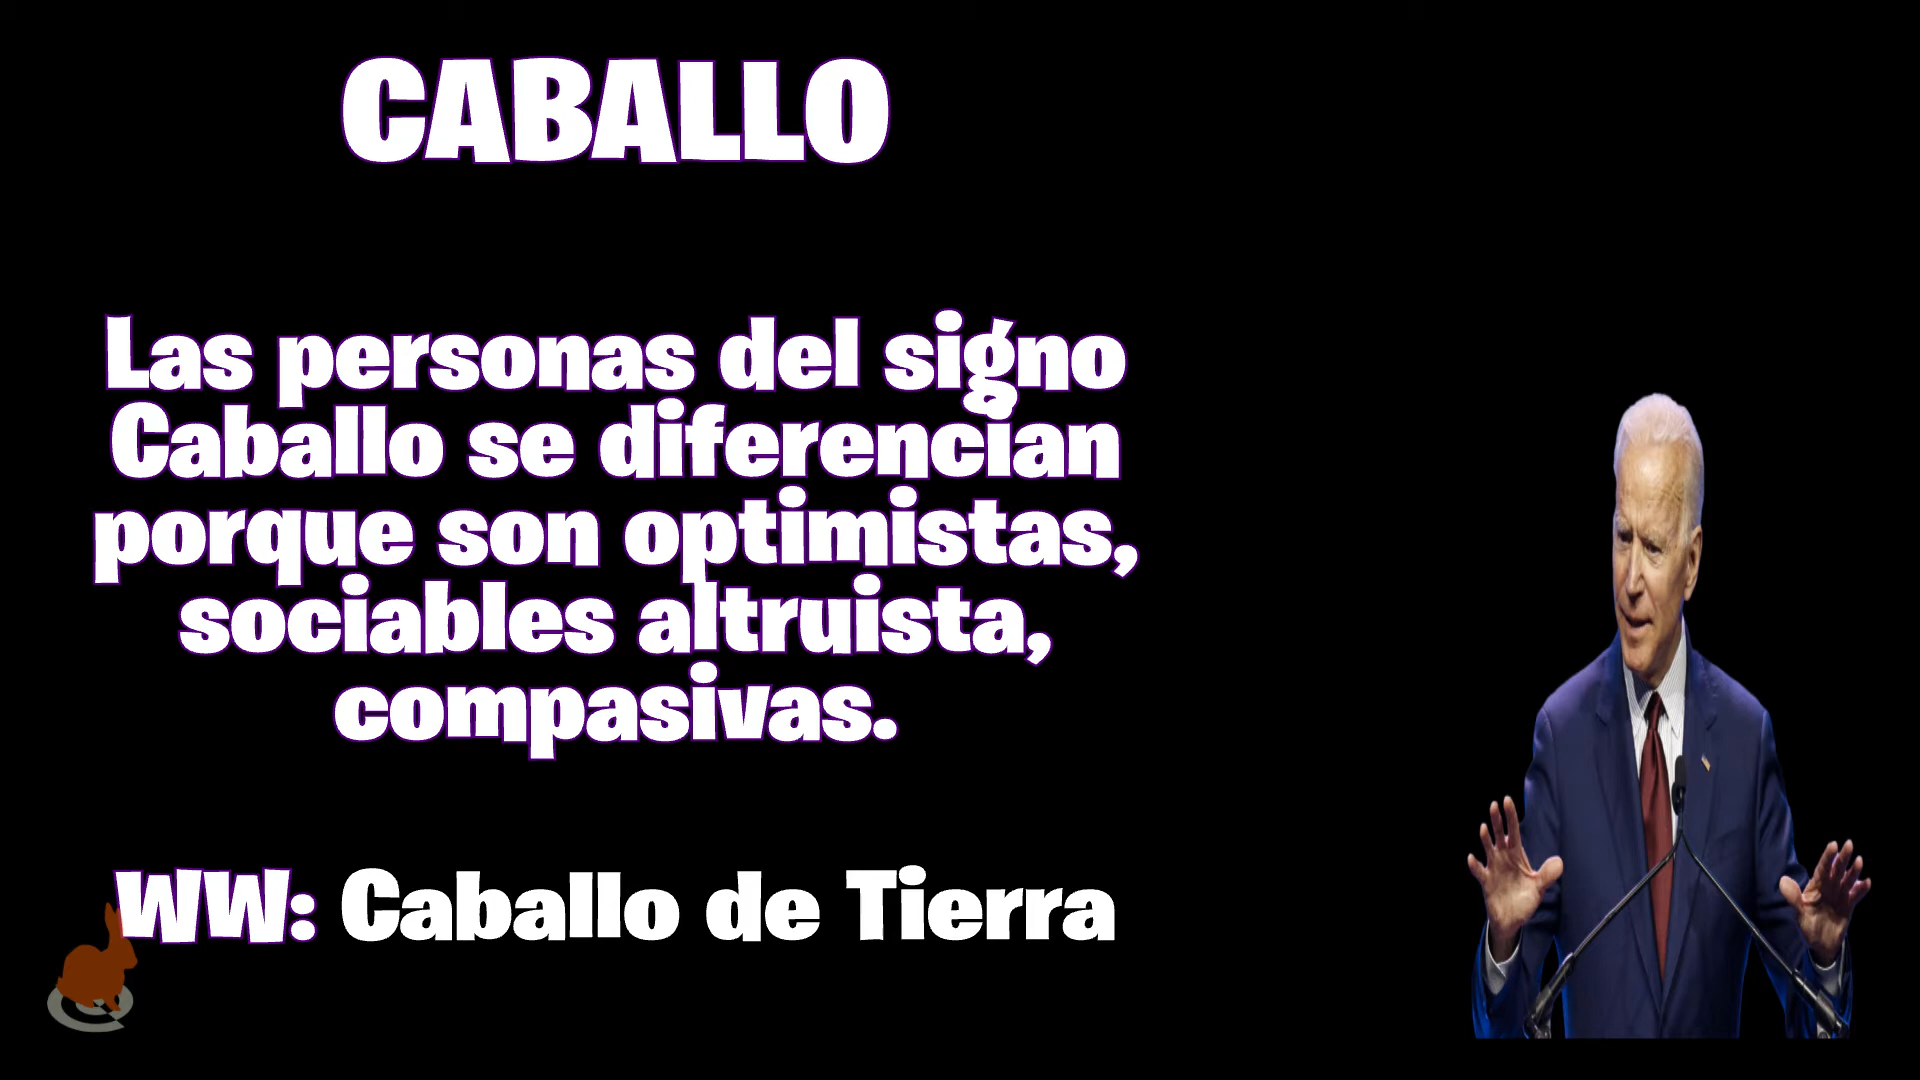 CABALLO
Las personas del signo
Caballo se diferencian
porque son optimistas,
sociables altruista,
compasivas.
WW: Caballo de Tierra